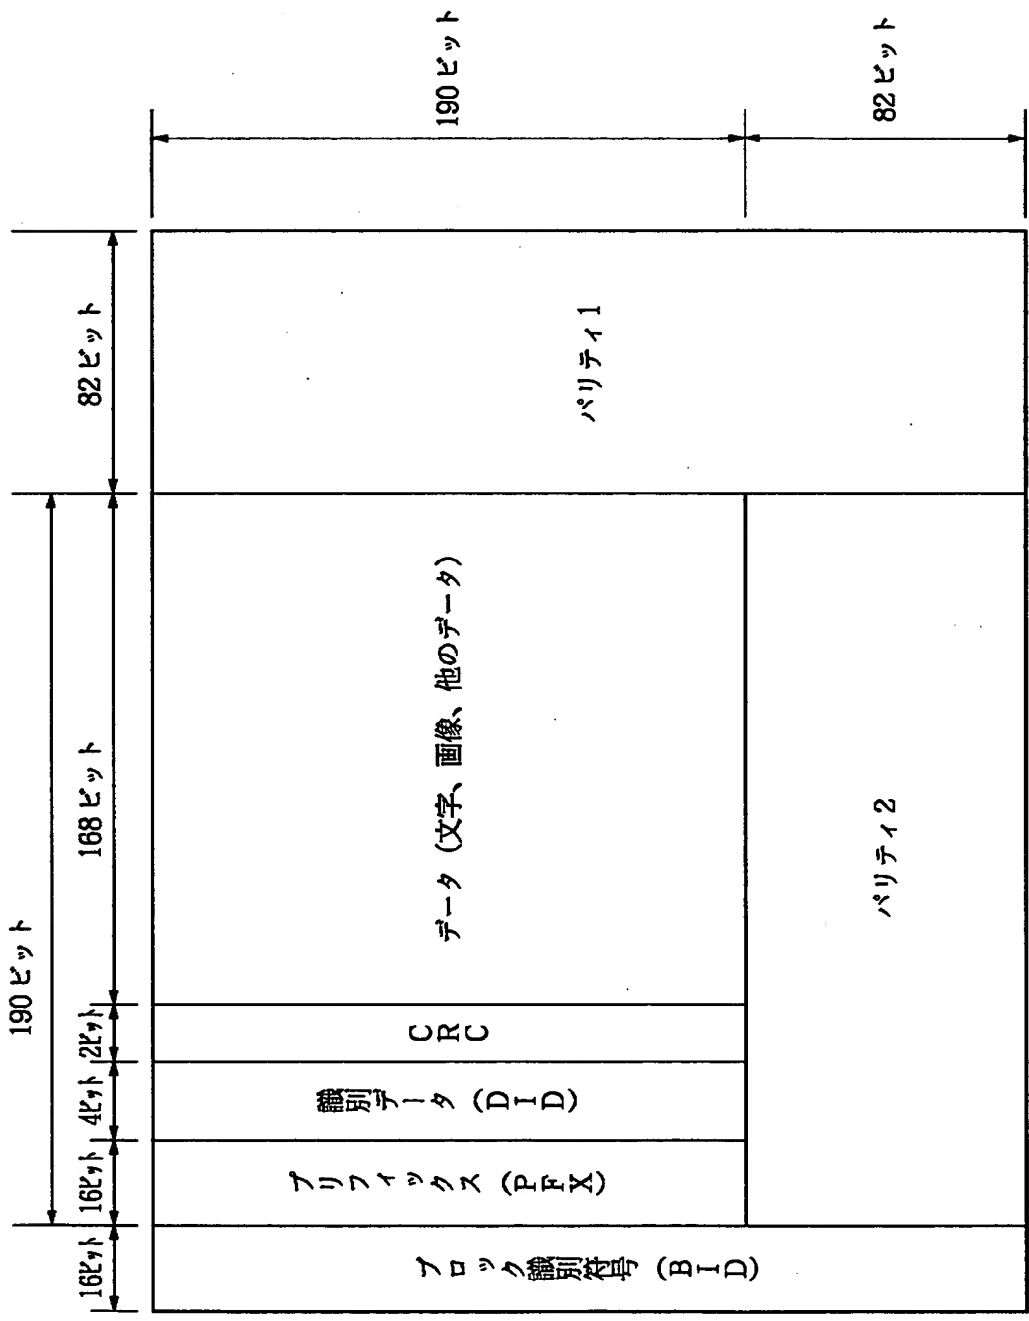 190ビット
16ビット
16ビット
4ビット
2ビット
168ビット
82ビット
ブロック識別符号(BID)
プリフィックス(PFX)
識別データ(DID)
CRC
データ(文字、画像、他のデータ)
パリティ1
パリティ2
190ビット
82ビット